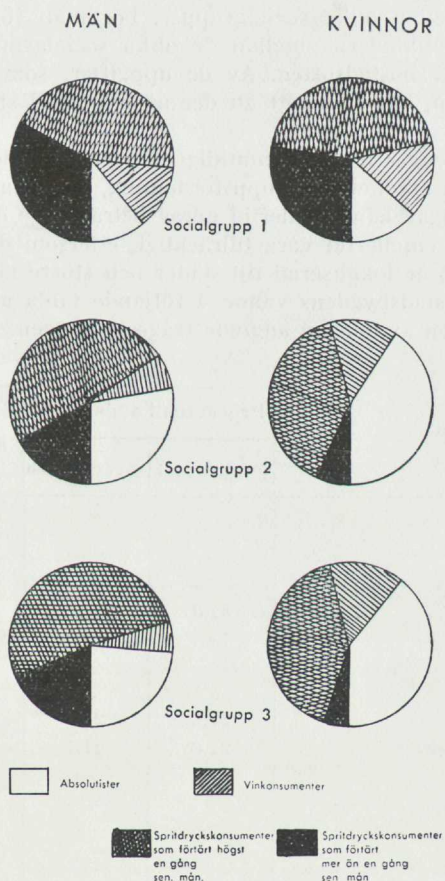 MÄN
KVINNOR
Socialgrupp 1
Socialgrupp 2
Socialgrupp 3
Absolutister
Vinkonsumenter
Spritdryckskonsumenter
som förtärt högst
en gång
sen. mån.
Spritdryckskonsumenter
som förtärt
mer än en gång
sen mån